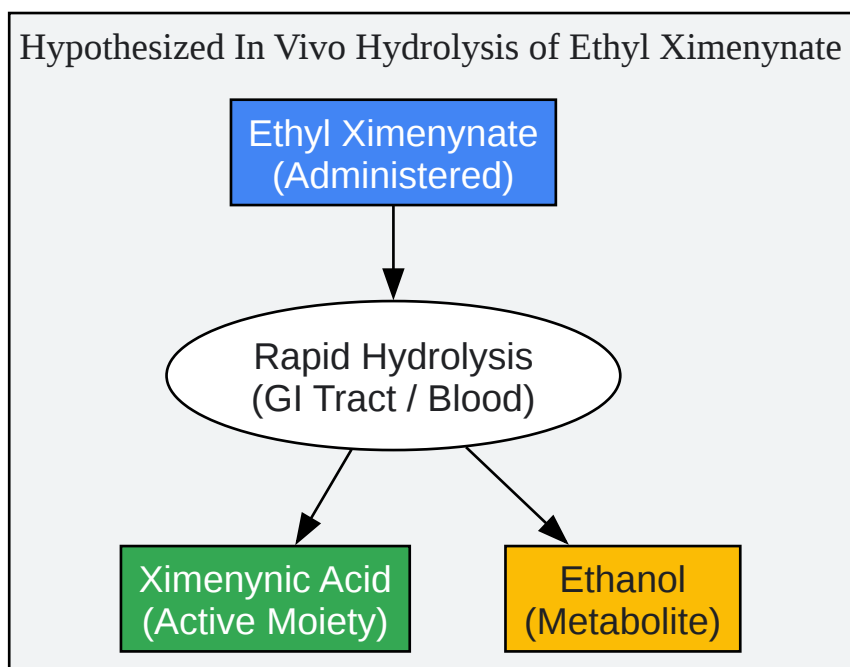 Hypothesized In Vivo Hydrolysis of Ethyl Ximenynate
Ethyl Ximenynate
(Administered)
Rapid Hydrolysis
(GI Tract / Blood)
Ximenynic Acid
(Active Moiety)
Ethanol
(Metabolite)